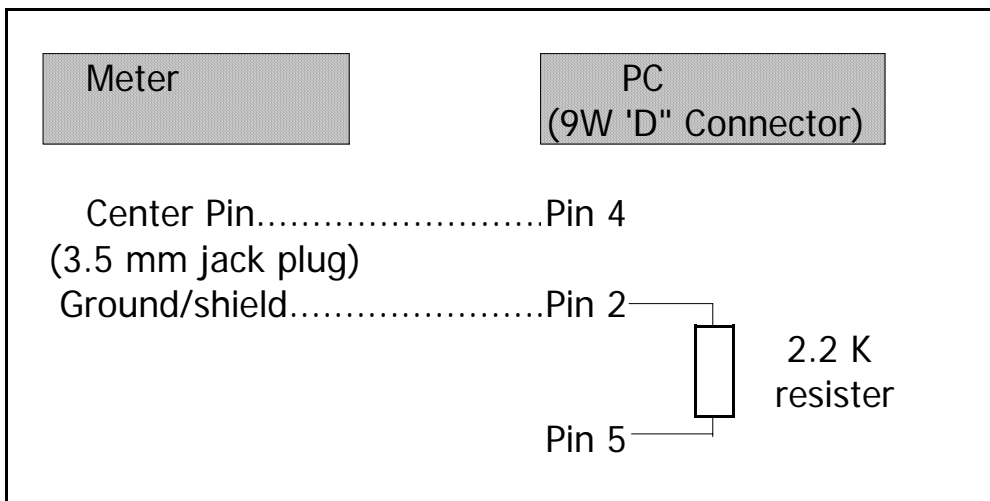 Meter
PC
(9W 'D" Connector)
Center Pin..........................Pin 4
(3.5 mm jack plug)
Ground/shield.......................Pin 2
2.2 K
resister
Pin 5